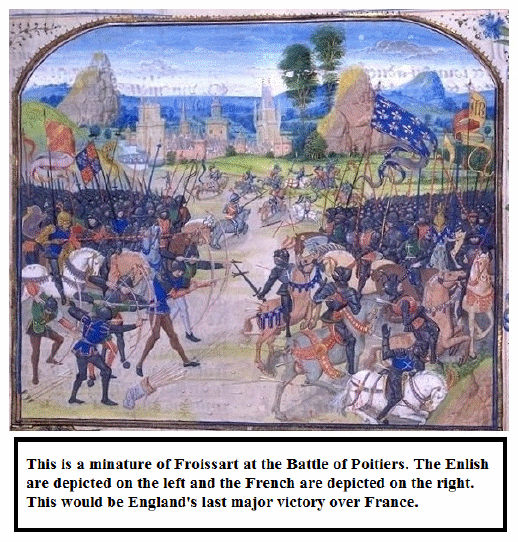 This is a minature of Froissart at the Battle of Poitiers. The Enlish
are depicted on the left and the French are depicted on the right.
This would be England's last major victory over France.